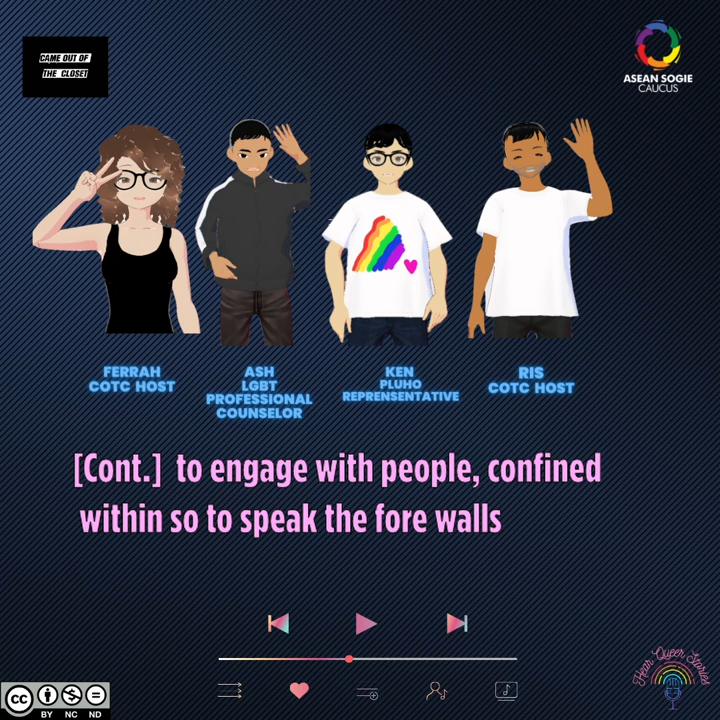 CAME OUT OF
THE CLOSET
ASEAN SOGIE
CAUCUS
FERRAH
COTC HOST
ASH
LGBT
PROFESSIONAL
COUNSELOR
KEN
PLUHO
REPRENSENTATIVE
RIS
COTC HOST
[Cont.] to engage with people, confined
within so to speak the fore walls
Hear Queer Stories
cc
BY NC ND